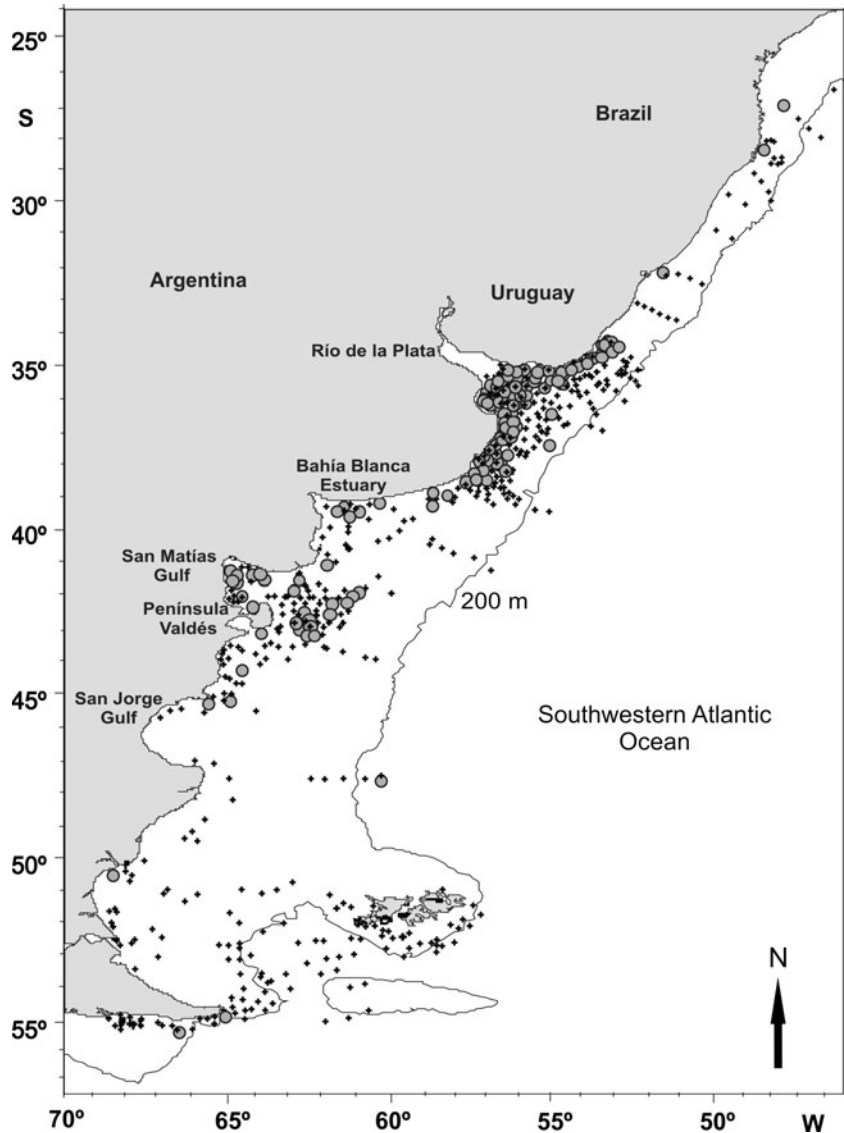 25º
S
Brazil
30º
Argentina
Uruguay
Río de la Plata
35º
Bahía Blanca
Estuary
40º
San Matías
Gulf
200 m
Península
Valdés
45º
San Jorge
Gulf
Southwestern Atlantic
Ocean
50º
N
55º
70º 65º 60º 55º 50º W